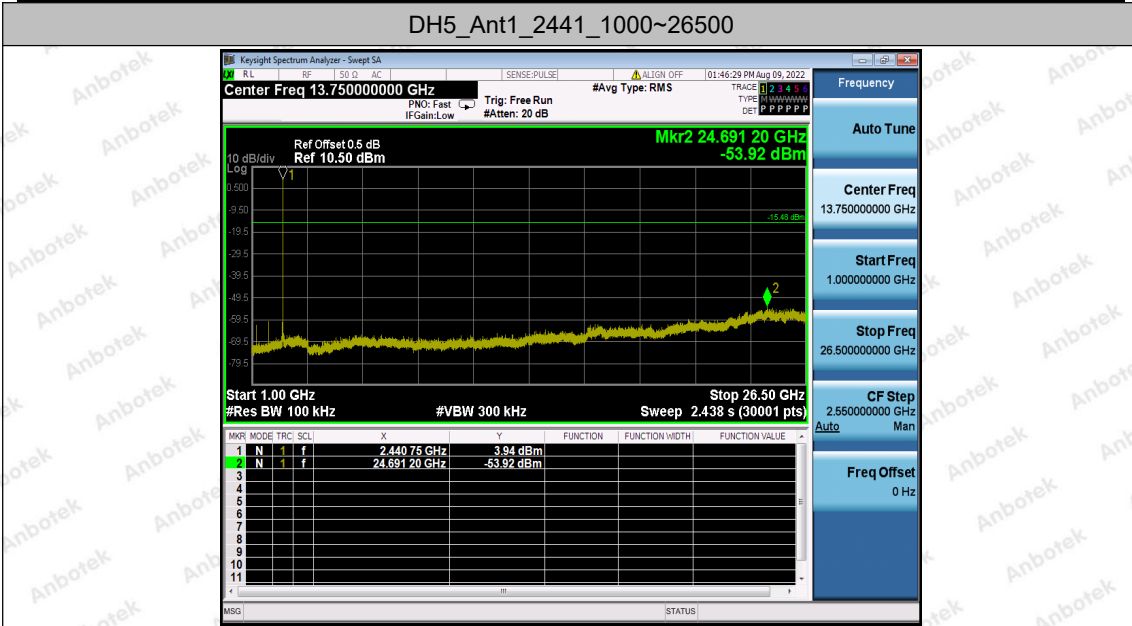 DH5_Ant1_2441_1000~26500
Keysight Spectrum Analyzer - Swept SA
LXI RL RF 50 Ω AC SENSE:PULSE ALIGN OFF 01:46:29 PM Aug 09, 2022
Center Freq 13.750000000 GHz
#Avg Type: RMS
TRACE 1 2 3 4 5 6
PNO: Fast
Trig: Free Run
TYPE M W W W W W
IFGain:Low
#Atten: 20 dB
DET P P P P P P
Mkr2 24.691 20 GHz
-53.92 dBm
Ref Offset 0.5 dB
10 dB/div Ref 10.50 dBm
Log
1
0.500
-9.50
-15.48 dBm
-19.5
-29.5
-39.5
2
-49.5
-59.5
-69.5
-79.5
Start 1.00 GHz Stop 26.50 GHz
#Res BW 100 kHz #VBW 300 kHz Sweep 2.438 s (30001 pts)
MKR MODE TRC SCL X Y FUNCTION FUNCTION WIDTH FUNCTION VALUE
1 N 1 f 2.440 75 GHz 3.94 dBm
2 N 1 f 24.691 20 GHz -53.92 dBm
3
4
5
6
7
8
9
10
11
MSG STATUS
Frequency
Auto Tune
Center Freq
13.750000000 GHz
Start Freq
1.000000000 GHz
Stop Freq
26.500000000 GHz
CF Step
2.550000000 GHz
Auto Man
Freq Offset
0 Hz
Anbotek